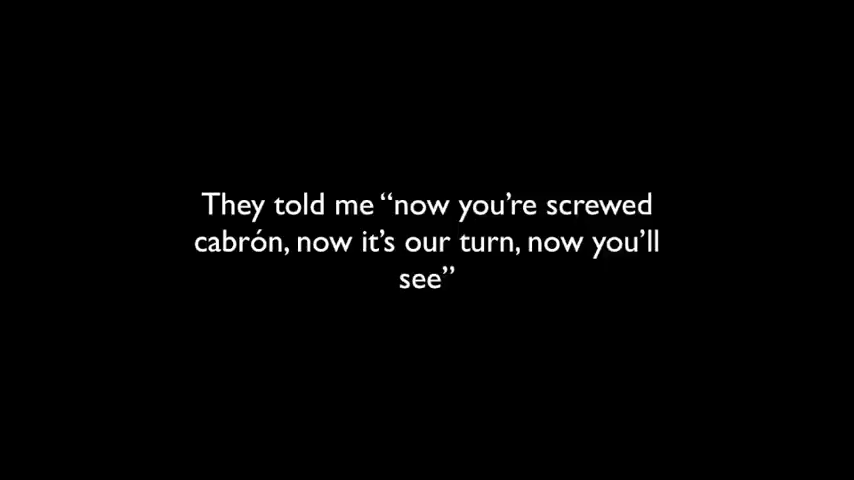 They told me “now you’re screwed
cabrón, now it’s our turn, now you’ll
see”